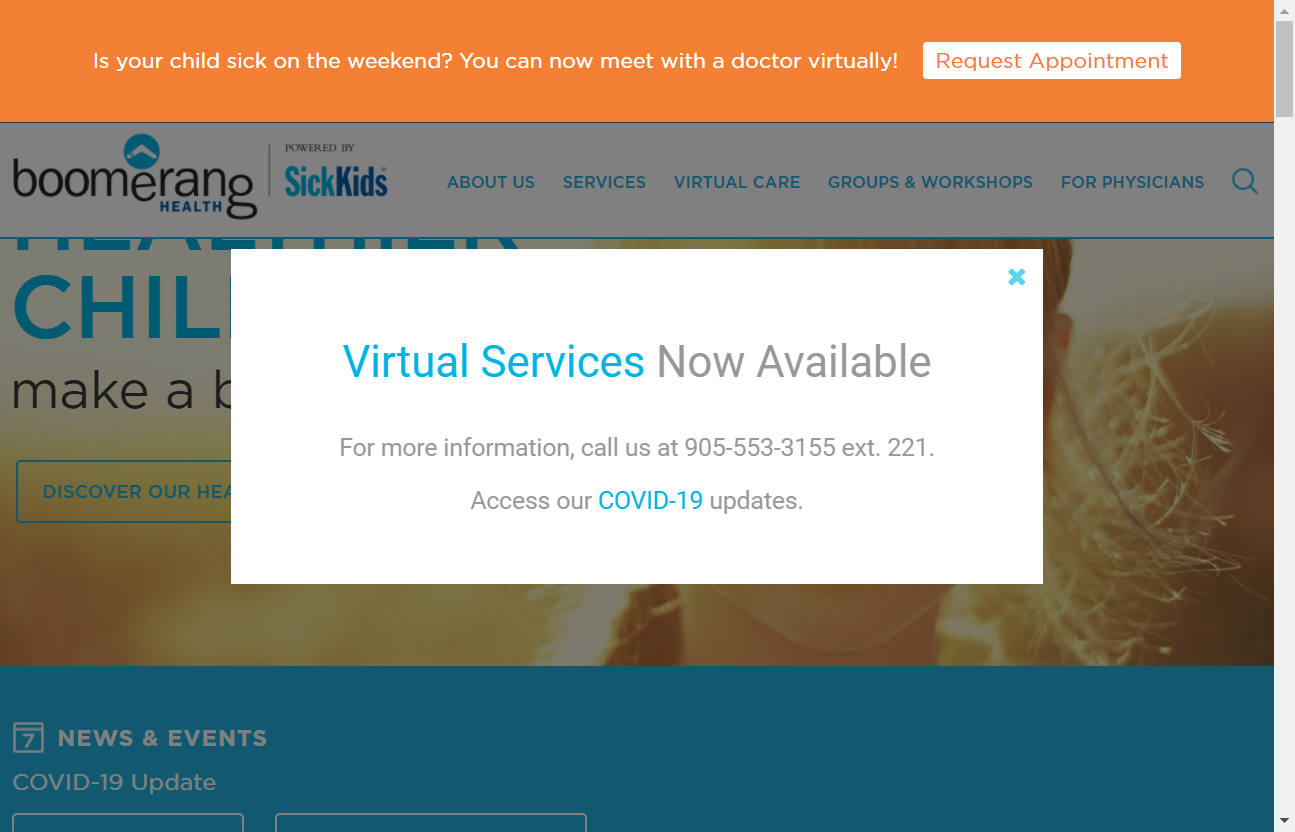 Is your child sick on the weekend? You can now meet with a doctor virtually! Request Appointment
boomerang HEALTH POWERED BY SickKids
ABOUT US SERVICES VIRTUAL CARE GROUPS & WORKSHOPS FOR PHYSICIANS
HEALTHIER
CHIL
make a b
DISCOVER OUR HEA
Virtual Services Now Available
For more information, call us at 905-553-3155 ext. 221.
Access our COVID-19 updates.
7 NEWS & EVENTS
COVID-19 Update